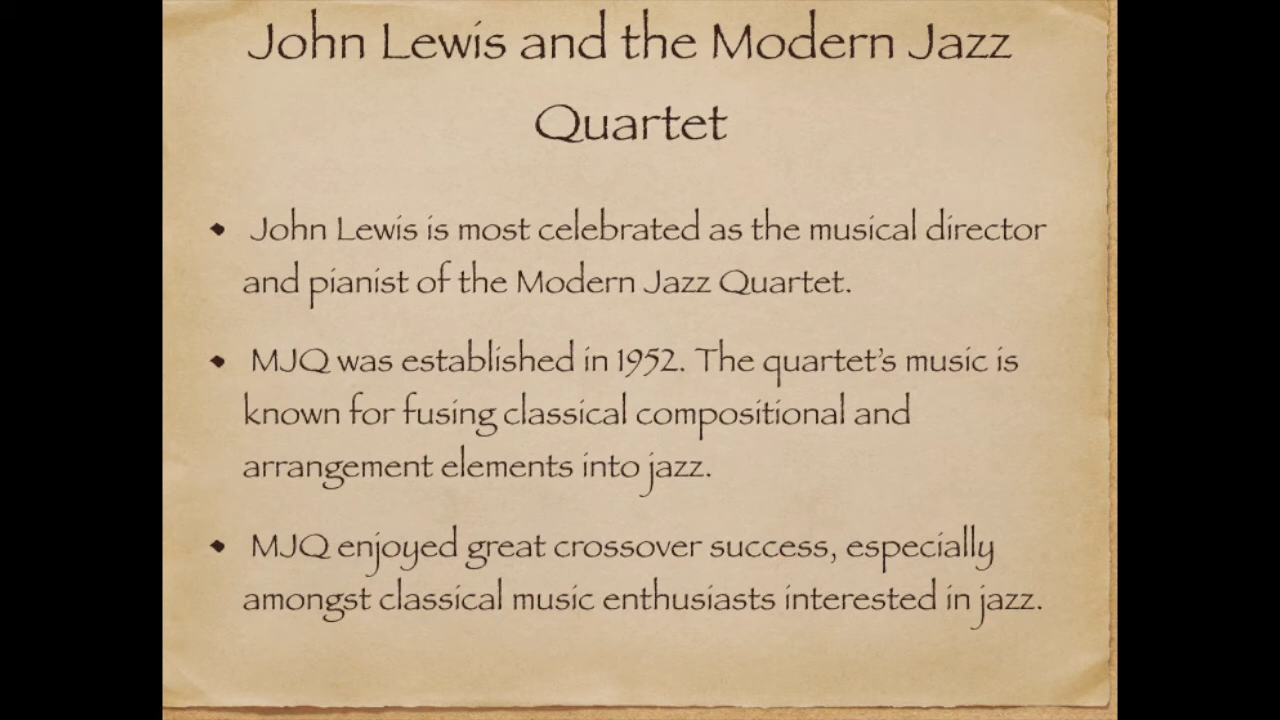 John Lewis and the Modern Jazz
Quartet
• John Lewis is most celebrated as the musical director
and pianist of the Modern Jazz Quartet.
• MJQ was established in 1952. The quartet’s music is
known for fusing classical compositional and
arrangement elements into jazz.
• MJQ enjoyed great crossover success, especially
amongst classical music enthusiasts interested in jazz.